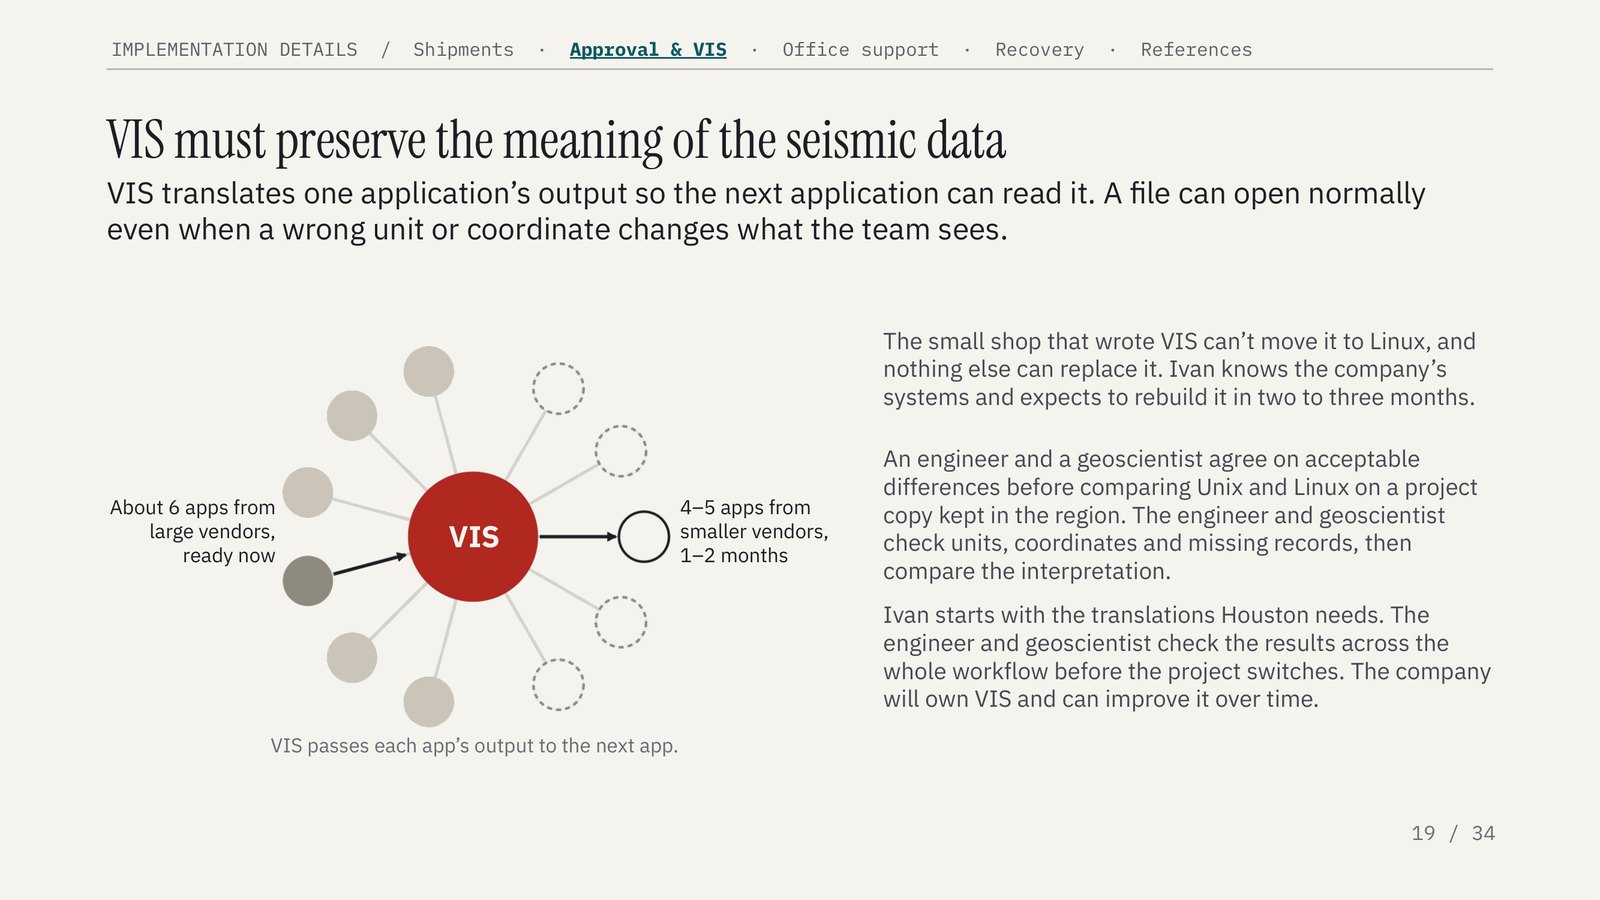 IMPLEMENTATION DETAILS / Shipments · Approval & VIS · Office support · Recovery · References
VIS must preserve the meaning of the seismic data
VIS translates one application’s output so the next application can read it. A file can open normally
even when a wrong unit or coordinate changes what the team sees.
About 6 apps from
large vendors,
ready now
VIS
4–5 apps from
smaller vendors,
1–2 months
VIS passes each app’s output to the next app.
The small shop that wrote VIS can’t move it to Linux, and
nothing else can replace it. Ivan knows the company’s
systems and expects to rebuild it in two to three months.
An engineer and a geoscientist agree on acceptable
differences before comparing Unix and Linux on a project
copy kept in the region. The engineer and geoscientist
check units, coordinates and missing records, then
compare the interpretation.
Ivan starts with the translations Houston needs. The
engineer and geoscientist check the results across the
whole workflow before the project switches. The company
will own VIS and can improve it over time.
19 / 34